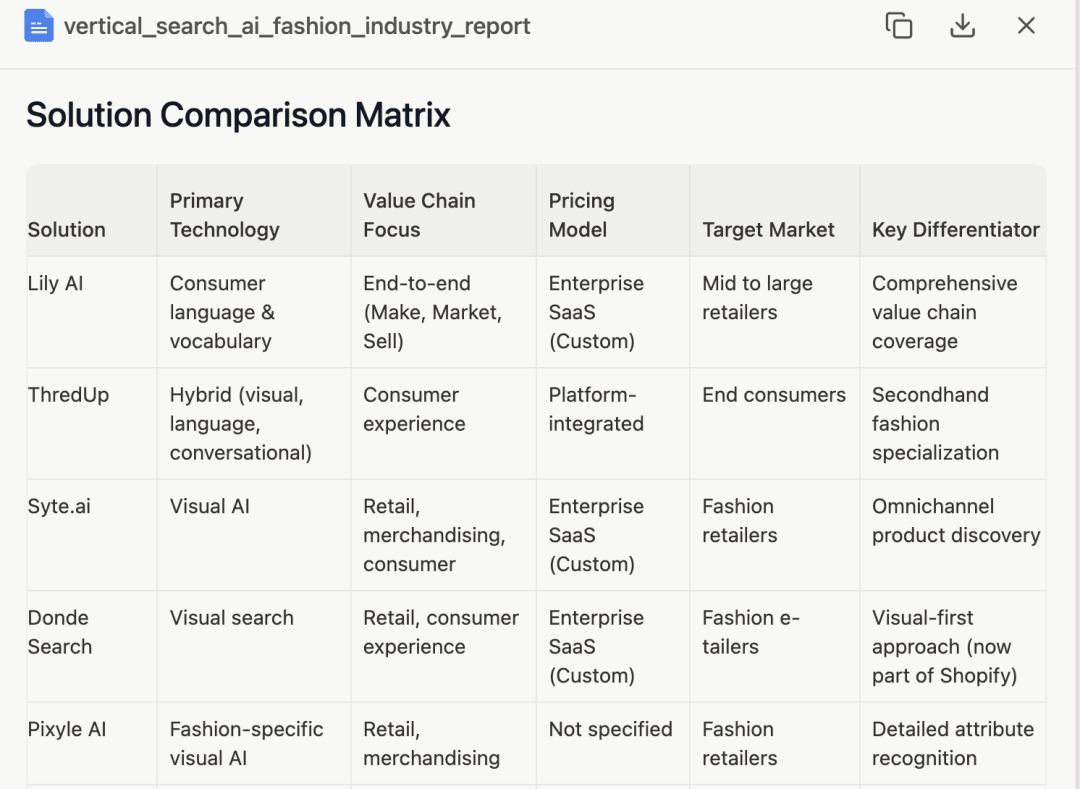 vertical_search_ai_fashion_industry_report
Solution Comparison Matrix
Solution
Primary
Technology
Value Chain
Focus
Pricing
Model
Target Market
Key Differentiator
Lily AI
Consumer
language &
vocabulary
End-to-end
(Make, Market,
Sell)
Enterprise
SaaS
(Custom)
Mid to large
retailers
Comprehensive
value chain
coverage
ThredUp
Hybrid (visual,
language,
conversational)
Consumer
experience
Platform-
integrated
End consumers
Secondhand
fashion
specialization
Syte.ai
Visual AI
Retail,
merchandising,
consumer
Enterprise
SaaS
(Custom)
Fashion
retailers
Omnichannel
product discovery
Donde
Search
Visual search
Retail, consumer
experience
Enterprise
SaaS
(Custom)
Fashion e-
tailers
Visual-first
approach (now
part of Shopify)
Pixyle AI
Fashion-specific
visual AI
Retail,
merchandising
Not specified
Fashion
retailers
Detailed attribute
recognition